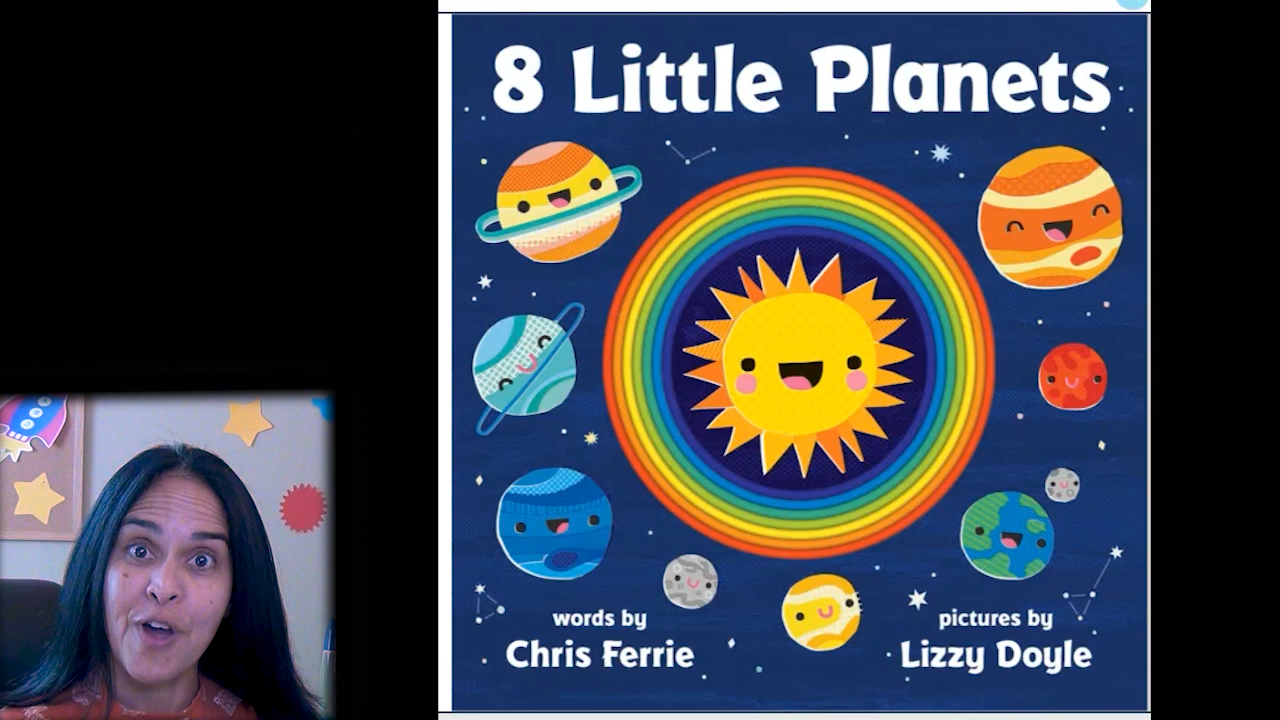 8 Little Planets
words by
Chris Ferrie
pictures by
Lizzy Doyle